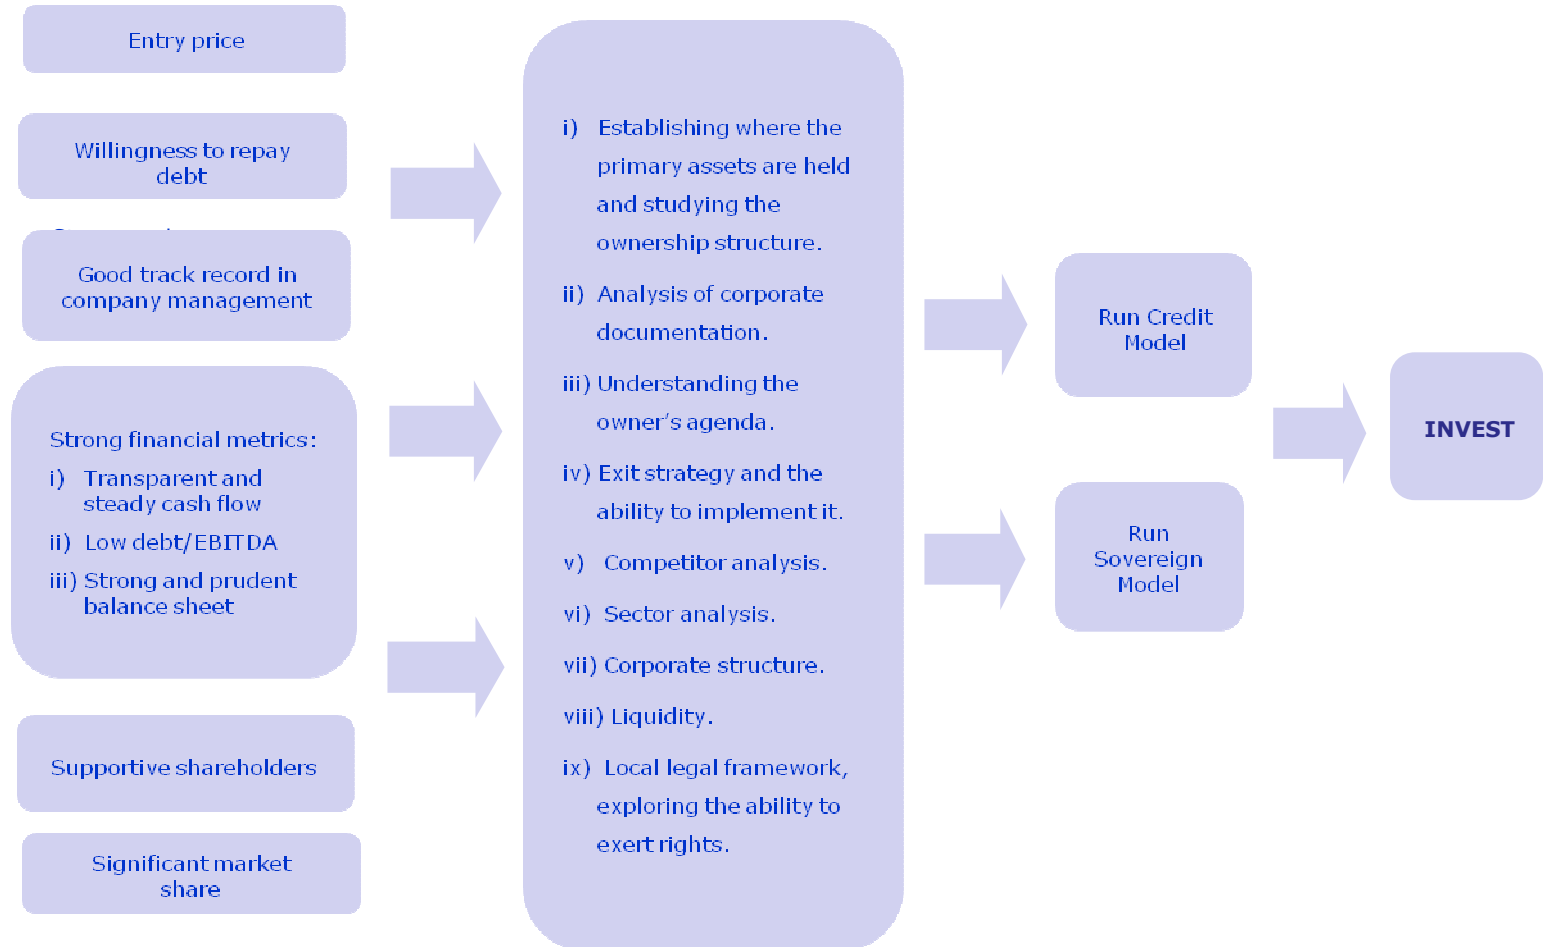 Entry price
Willingness to repay
debt
Good track record in
company management
Strong financial metrics:
i) Transparent and
steady cash flow
ii) Low debt/EBITDA
iii) Strong and prudent
balance sheet
Supportive shareholders
Significant market
share
i) Establishing where the
primary assets are held
and studying the
ownership structure.
ii) Analysis of corporate
documentation.
iii) Understanding the
owner’s agenda.
iv) Exit strategy and the
ability to implement it.
v) Competitor analysis.
vi) Sector analysis.
vii) Corporate structure.
viii) Liquidity.
ix) Local legal framework,
exploring the ability to
exert rights.
Run Credit
Model
Run
Sovereign
Model
INVEST